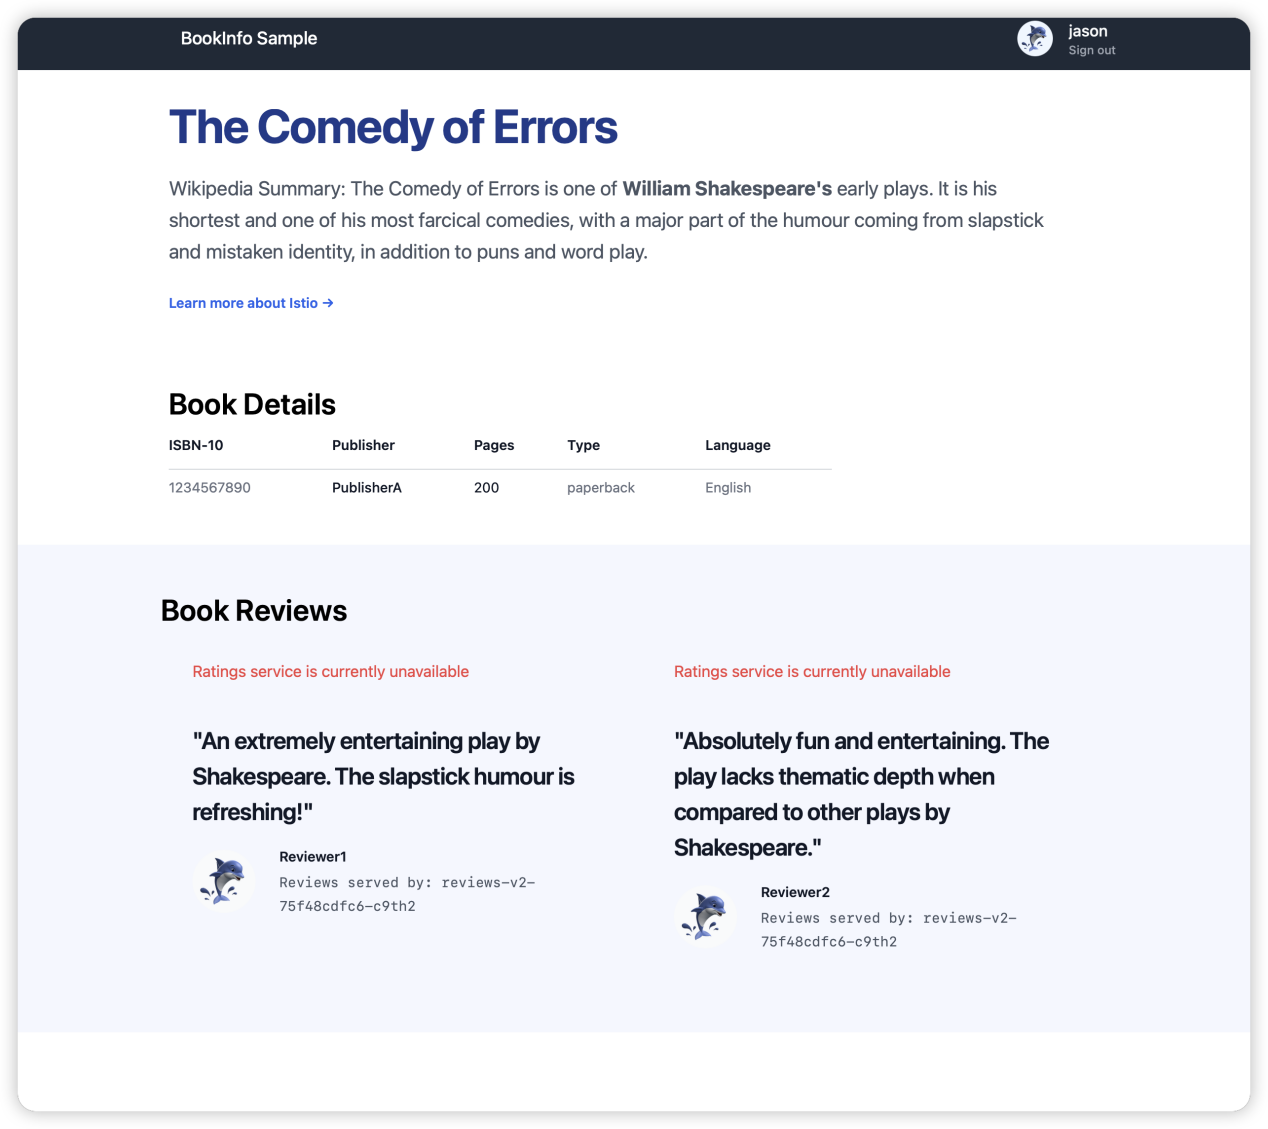 BookInfo Sample
jason
Sign out
The Comedy of Errors
Wikipedia Summary: The Comedy of Errors is one of William Shakespeare's early plays. It is his
shortest and one of his most farcical comedies, with a major part of the humour coming from slapstick
and mistaken identity, in addition to puns and word play.
Learn more about Istio →
Book Details
ISBN-10 Publisher Pages Type Language
1234567890 PublisherA 200 paperback English
Book Reviews
Ratings service is currently unavailable
"An extremely entertaining play by
Shakespeare. The slapstick humour is
refreshing!"
Reviewer1
Reviews served by: reviews-v2-
75f48cdfc6-c9th2
Ratings service is currently unavailable
"Absolutely fun and entertaining. The
play lacks thematic depth when
compared to other plays by
Shakespeare."
Reviewer2
Reviews served by: reviews-v2-
75f48cdfc6-c9th2